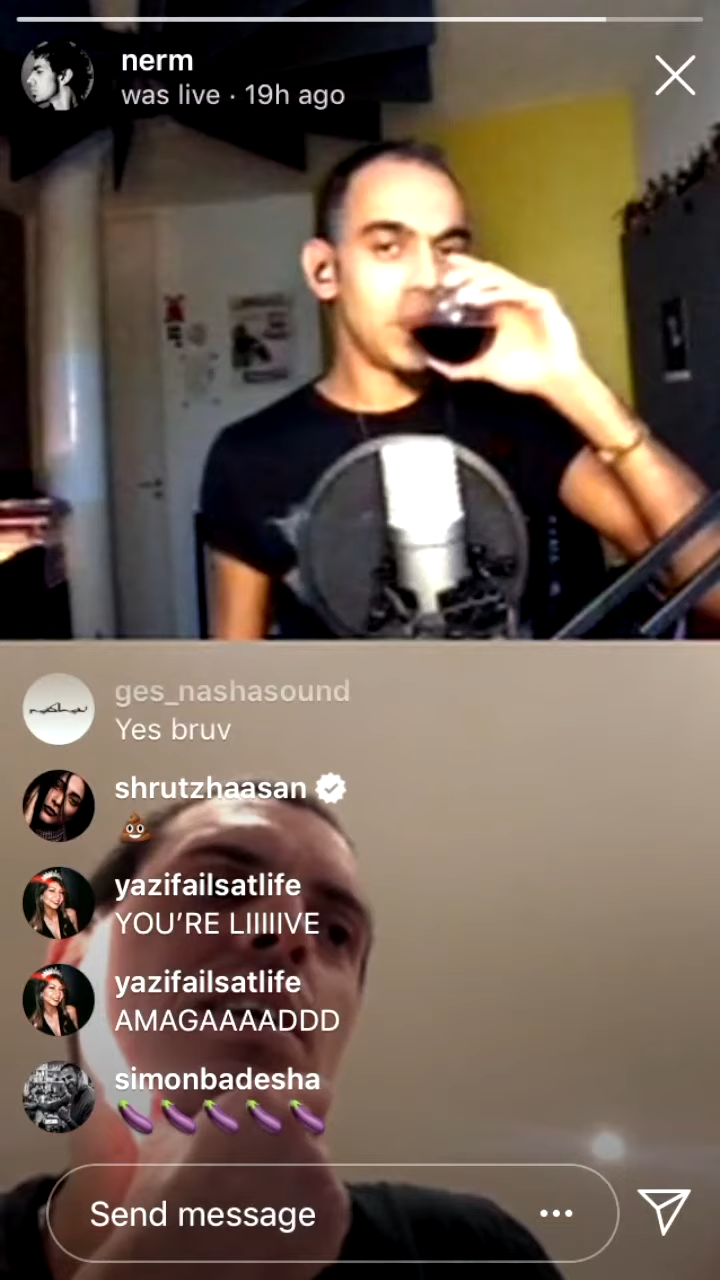 nerm
was live · 19h ago
ges_nashasound
Yes bruv
shrutzhaasan
💩
yazifailsatlife
YOU'RE LIIIIIVE
yazifailsatlife
AMAGAAAADDD
simonbadesha
🍆🍆🍆🍆🍆
Send message